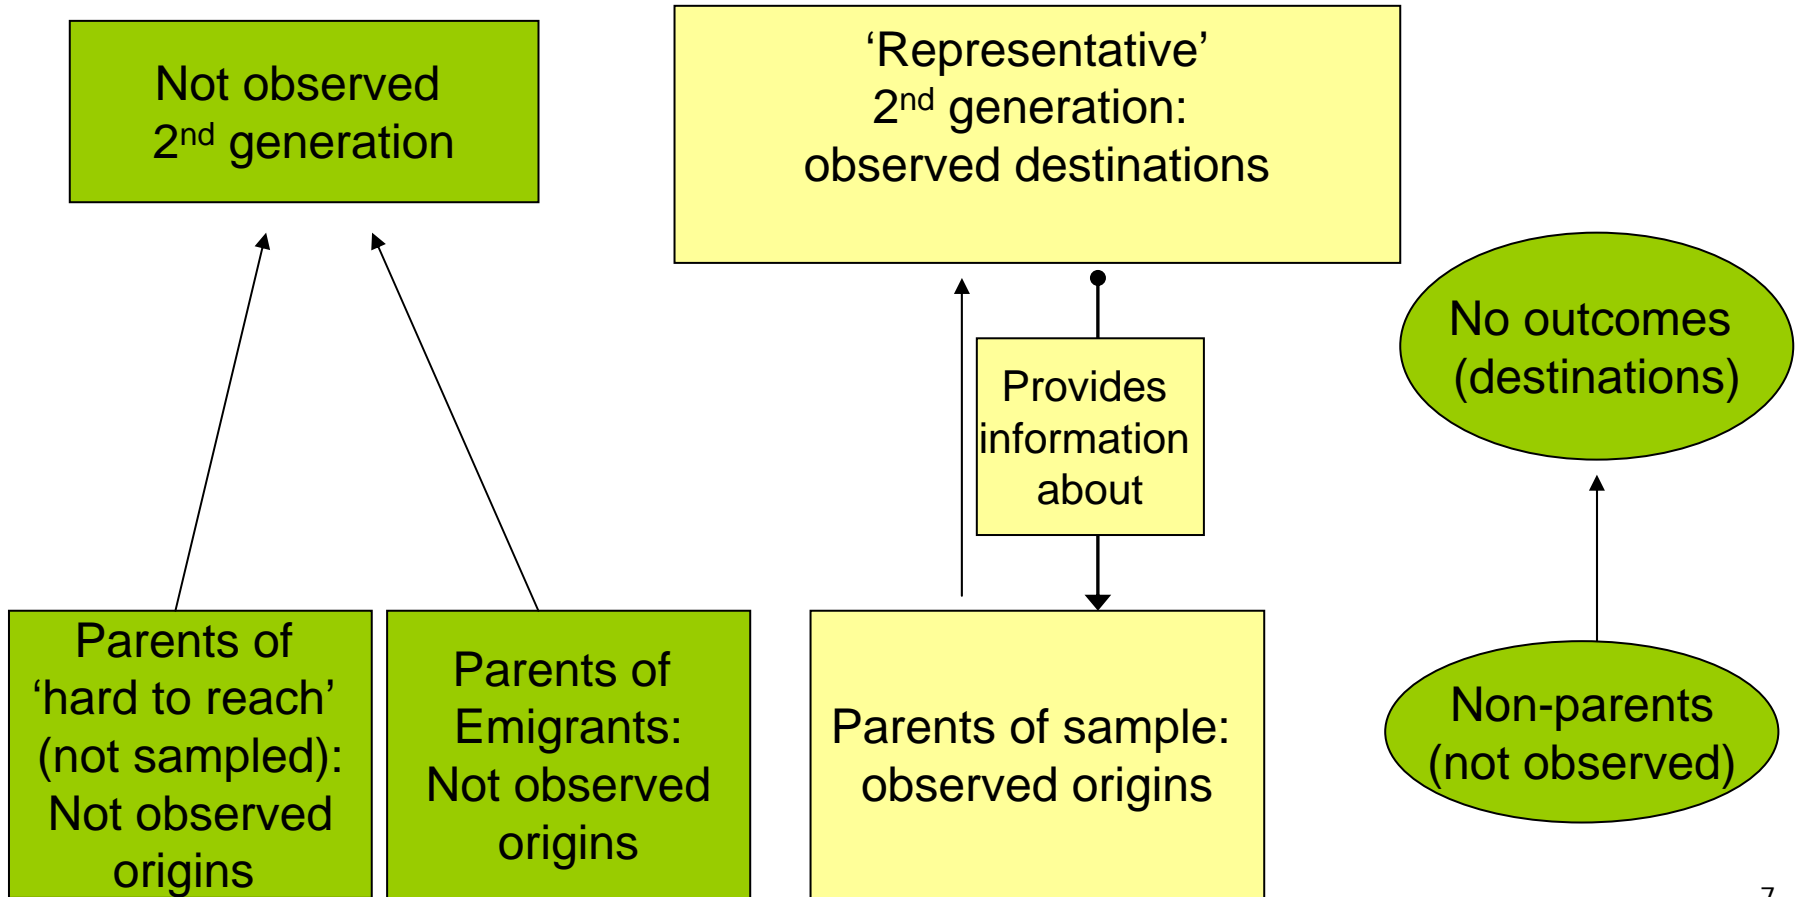 Not observed
2nd generation
‘Representative’
2nd generation:
observed destinations
No outcomes
(destinations)
Provides
information
about
Parents of
‘hard to reach’
(not sampled):
Not observed
origins
Parents of
Emigrants:
Not observed
origins
Parents of sample:
observed origins
Non-parents
(not observed)
7